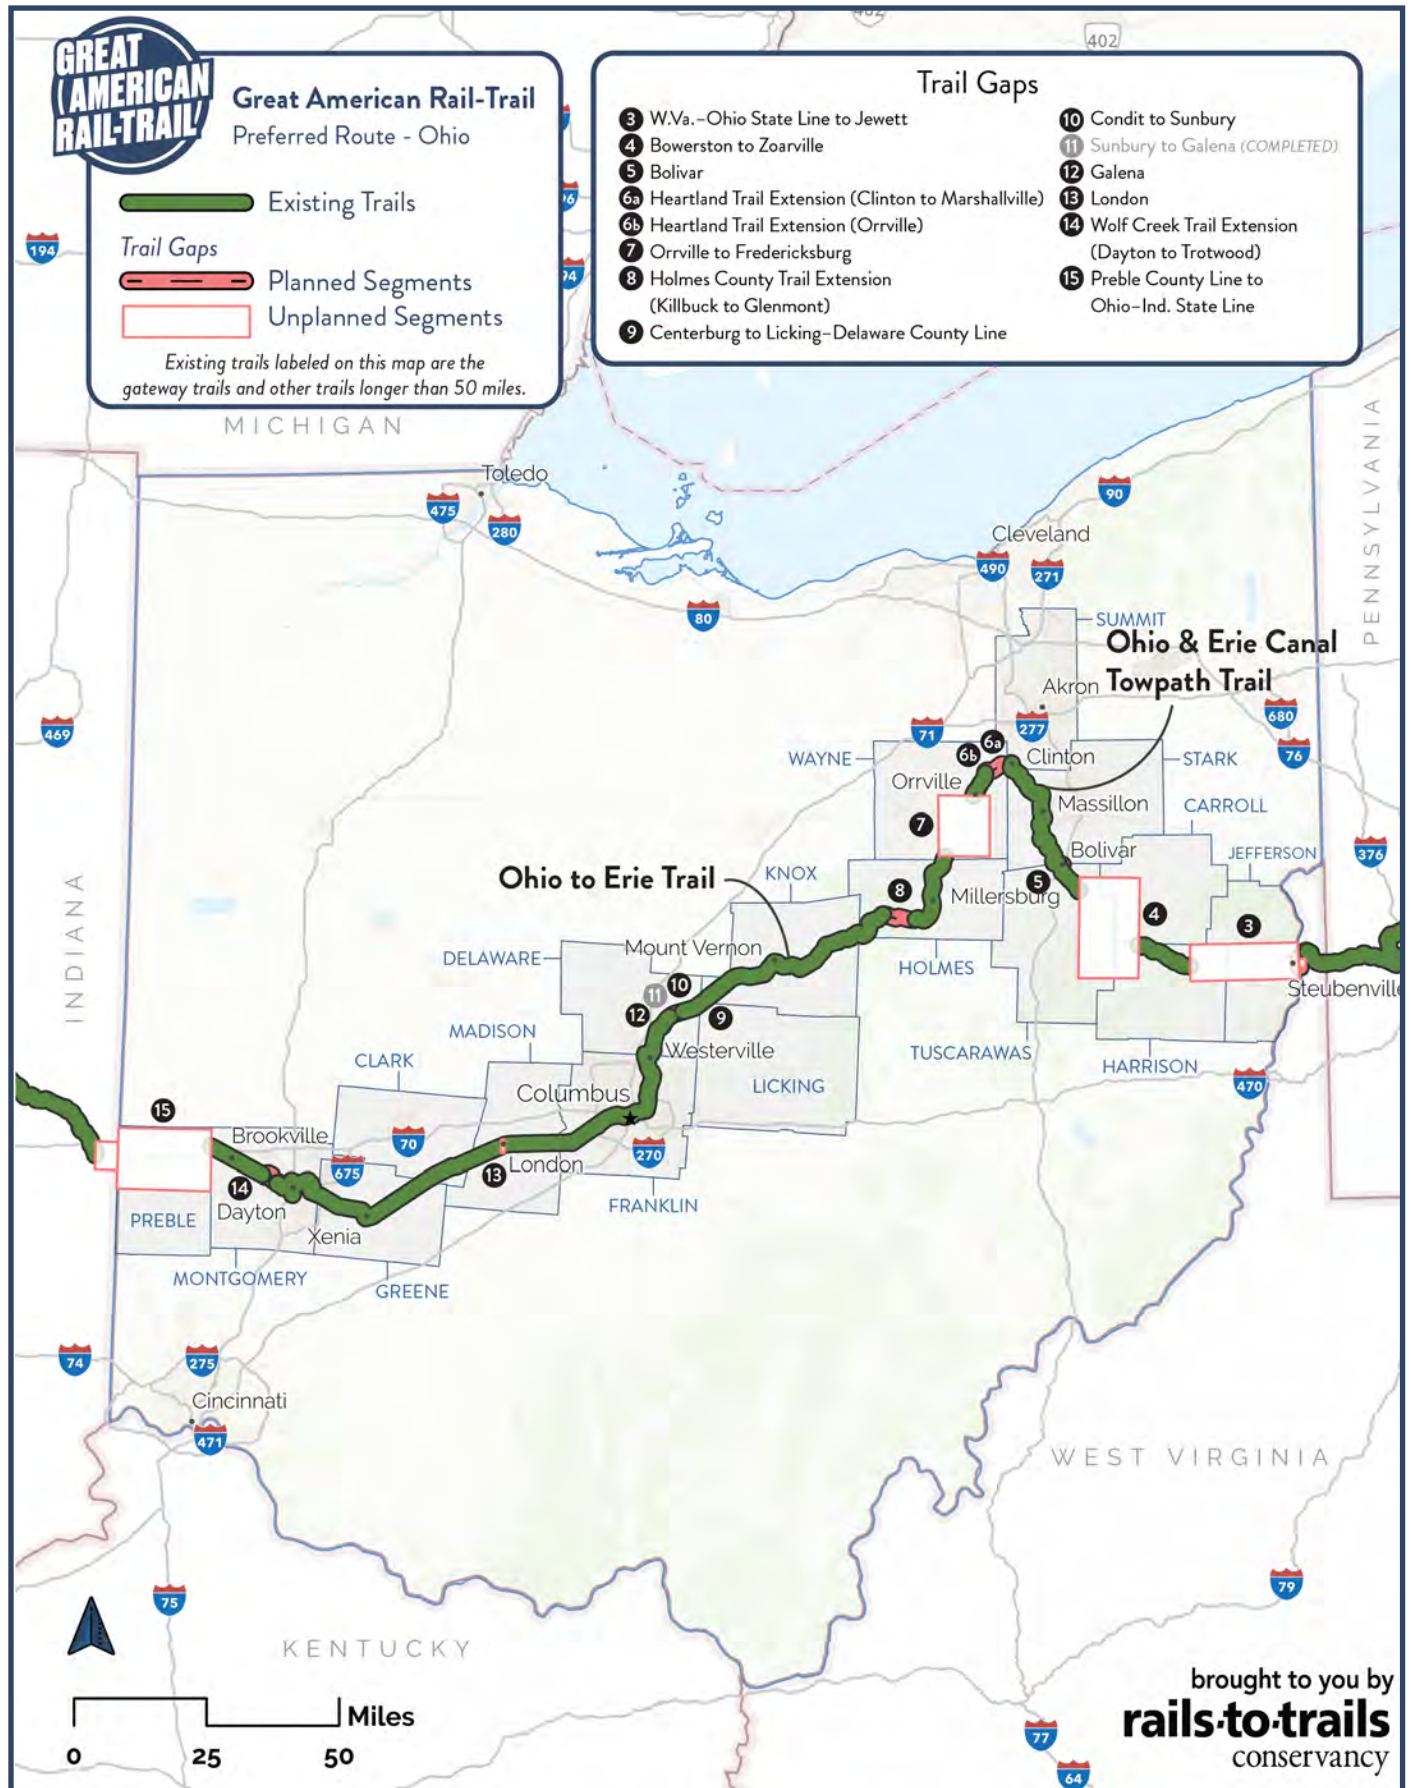 GREAT
AMERICAN
RAIL-TRAIL
Great American Rail-Trail
Preferred Route - Ohio
Existing Trails
Trail Gaps
Planned Segments
Unplanned Segments
Existing trails labeled on this map are the
gateway trails and other trails longer than 50 miles.
Trail Gaps
3 W.Va.–Ohio State Line to Jewett
4 Bowerston to Zoarville
5 Bolivar
6a Heartland Trail Extension (Clinton to Marshallville)
6b Heartland Trail Extension (Orrville)
7 Orrville to Fredericksburg
8 Holmes County Trail Extension
(Killbuck to Glenmont)
9 Centerburg to Licking–Delaware County Line
10 Condit to Sunbury
11 Sunbury to Galena (COMPLETED)
12 Galena
13 London
14 Wolf Creek Trail Extension
(Dayton to Trotwood)
15 Preble County Line to
Ohio–Ind. State Line
402
402
194
94
MICHIGAN
PENNSYLVANIA
Toledo
475
280
90
Cleveland
490
271
80
SUMMIT
Ohio & Erie Canal
Towpath Trail
Akron
469
71
277
680
76
WAYNE
6b
6a
Clinton
STARK
Orrville
Massillon
CARROLL
7
Bolivar
JEFFERSON
376
INDIANA
Ohio to Erie Trail
KNOX
8
Millersburg
5
4
3
DELAWARE
Mount Vernon
HOLMES
10
11
12
9
Steubenville
MADISON
Westerville
TUSCARAWAS
HARRISON
CLARK
LICKING
470
Columbus
15
Brookville
70
270
675
London
13
14
Dayton
FRANKLIN
PREBLE
Xenia
MONTGOMERY
GREENE
74
275
Cincinnati
471
WEST VIRGINIA
79
75
KENTUCKY
Miles
0
25
50
77
64
brought to you by
rails·to·trails
conservancy